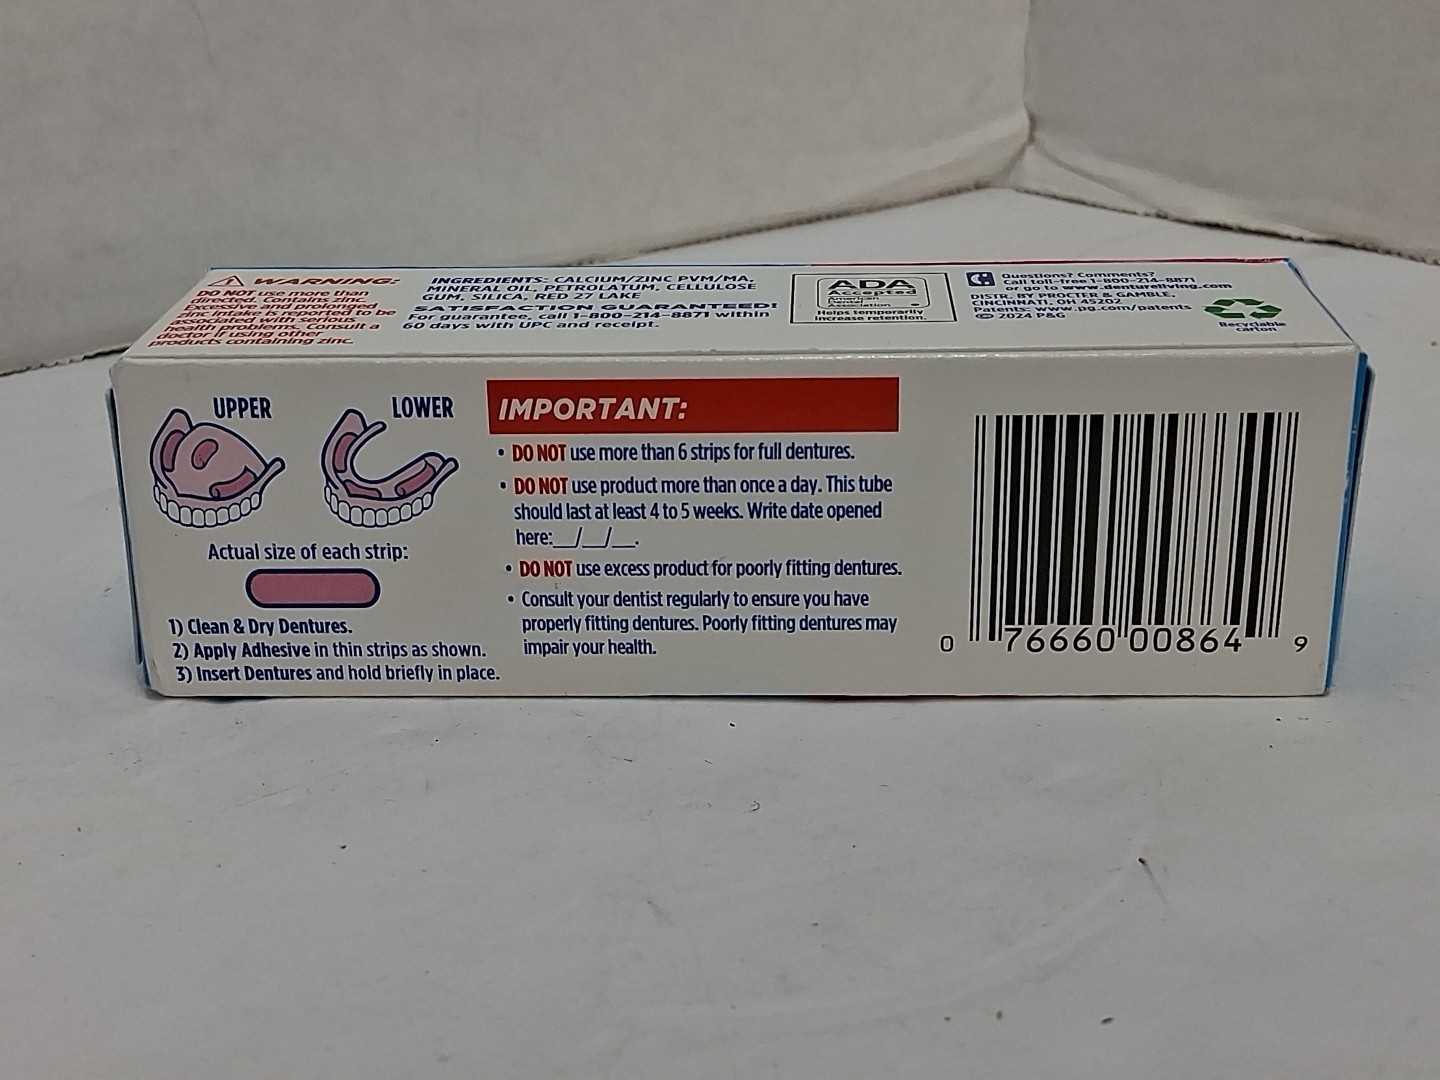 WARNING:
directed. Contains zinc.
zinc intake is reported to be
associated with serious
health problems. Consult a
doctor if using other
products containing zinc.
INGREDIENTS: CALCIUM/ZINC PVM/MA,
MINERAL OIL, PETROLATUM, CELLULOSE
GUM, SILICA, RED 27 LAKE
SATISFACTION GUARANTEED!
For guarantee, call 1-800-214-8871 within
60 days with UPC and receipt.
ADA
Accepted
American
Dental
Association
Helps temporarily
increase retention.
Questions? Comments?
Call toll-free 1-800-214-8871
or go to www.dentureliving.com
DISTR. BY PROCTER & GAMBLE,
CINCINNATI, OH 45202.
Patents: www.pg.com/patents
© 2024 P&G
Recyclable
carton
UPPER
LOWER
Actual size of each strip:
1) Clean & Dry Dentures.
2) Apply Adhesive in thin strips as shown.
3) Insert Dentures and hold briefly in place.
IMPORTANT:
• DO NOT use more than 6 strips for full dentures.
• DO NOT use product more than once a day. This tube
should last at least 4 to 5 weeks. Write date opened
here:__/__/__.
• DO NOT use excess product for poorly fitting dentures.
• Consult your dentist regularly to ensure you have
properly fitting dentures. Poorly fitting dentures may
impair your health.
0 76660 00864 9